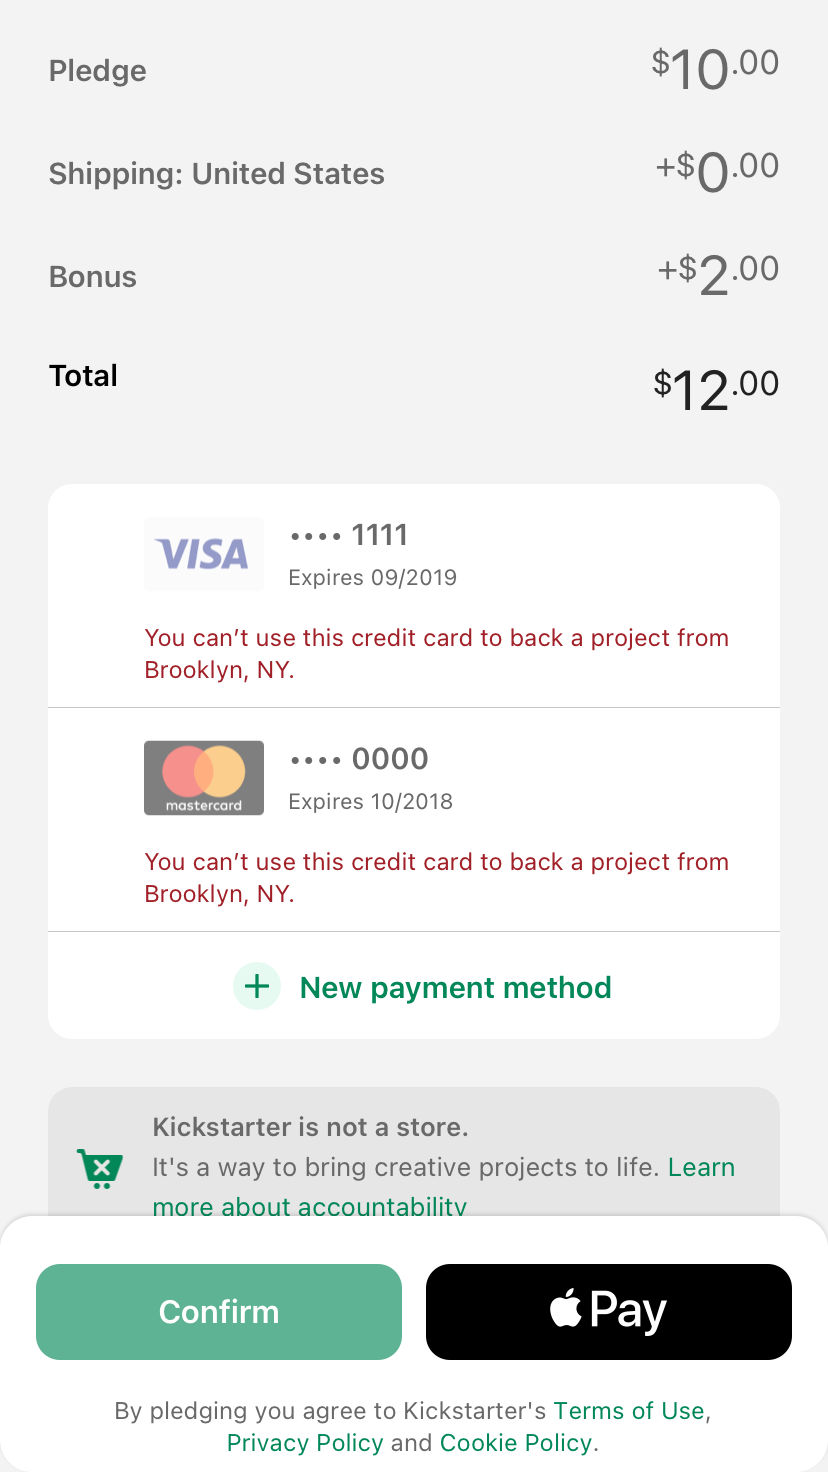 Pledge $10.00
Shipping: United States +$0.00
Bonus +$2.00
Total $12.00
VISA •••• 1111
Expires 09/2019
You can’t use this credit card to back a project from
Brooklyn, NY.
mastercard •••• 0000
Expires 10/2018
You can’t use this credit card to back a project from
Brooklyn, NY.
+ New payment method
Kickstarter is not a store.
It's a way to bring creative projects to life. Learn
more about accountability
Confirm Pay
By pledging you agree to Kickstarter's Terms of Use,
Privacy Policy and Cookie Policy.